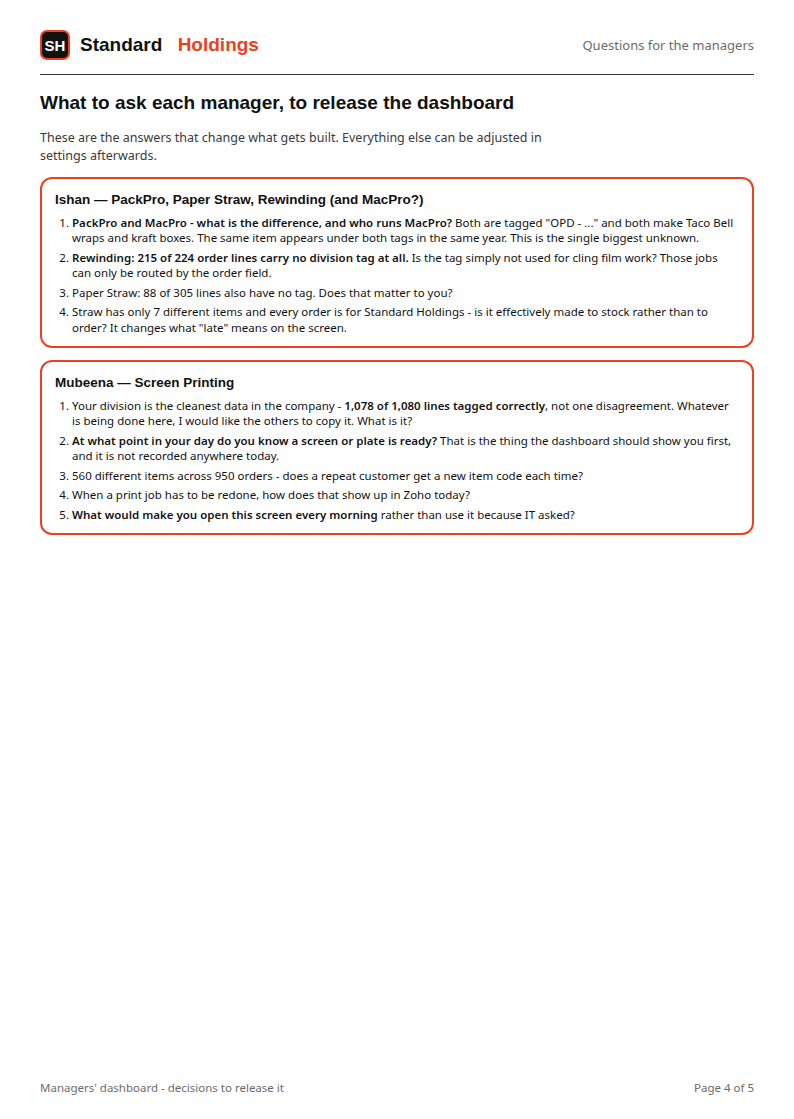 SH Standard Holdings
Questions for the managers
What to ask each manager, to release the dashboard
These are the answers that change what gets built. Everything else can be adjusted in
settings afterwards.
Ishan — PackPro, Paper Straw, Rewinding (and MacPro?)
1. PackPro and MacPro - what is the difference, and who runs MacPro? Both are tagged "OPD - ..." and both make Taco Bell
wraps and kraft boxes. The same item appears under both tags in the same year. This is the single biggest unknown.
2. Rewinding: 215 of 224 order lines carry no division tag at all. Is the tag simply not used for cling film work? Those jobs
can only be routed by the order field.
3. Paper Straw: 88 of 305 lines also have no tag. Does that matter to you?
4. Straw has only 7 different items and every order is for Standard Holdings - is it effectively made to stock rather than to
order? It changes what "late" means on the screen.
Mubeena — Screen Printing
1. Your division is the cleanest data in the company - 1,078 of 1,080 lines tagged correctly, not one disagreement. Whatever
is being done here, I would like the others to copy it. What is it?
2. At what point in your day do you know a screen or plate is ready? That is the thing the dashboard should show you first,
and it is not recorded anywhere today.
3. 560 different items across 950 orders - does a repeat customer get a new item code each time?
4. When a print job has to be redone, how does that show up in Zoho today?
5. What would make you open this screen every morning rather than use it because IT asked?
Managers' dashboard - decisions to release it
Page 4 of 5